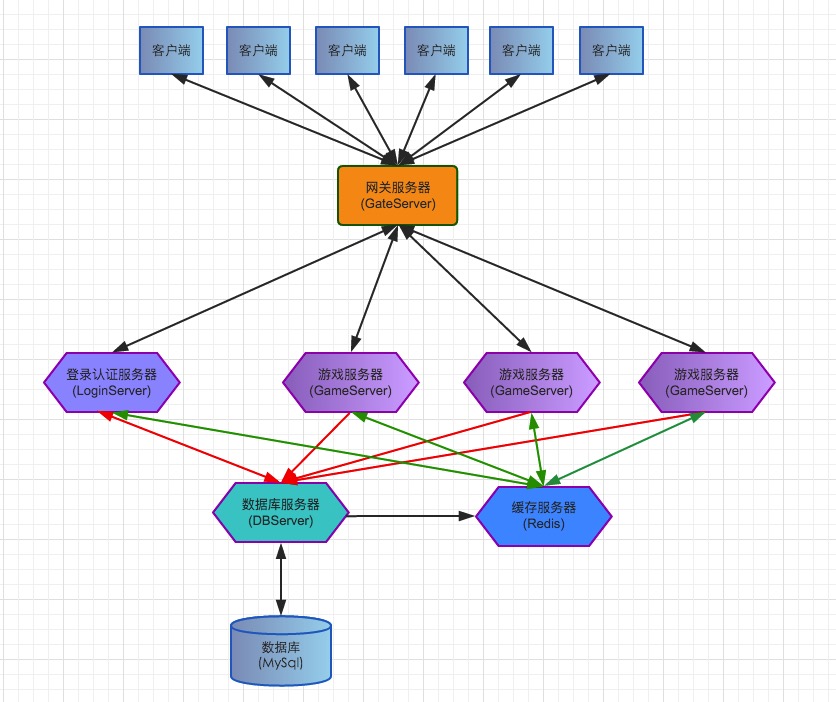 客户端
客户端
客户端
客户端
客户端
客户端
网关服务器
(GateServer)
登录认证服务器
(LoginServer)
游戏服务器
(GameServer)
游戏服务器
(GameServer)
游戏服务器
(GameServer)
数据库服务器
(DBServer)
缓存服务器
(Redis)
数据库
(MySql)